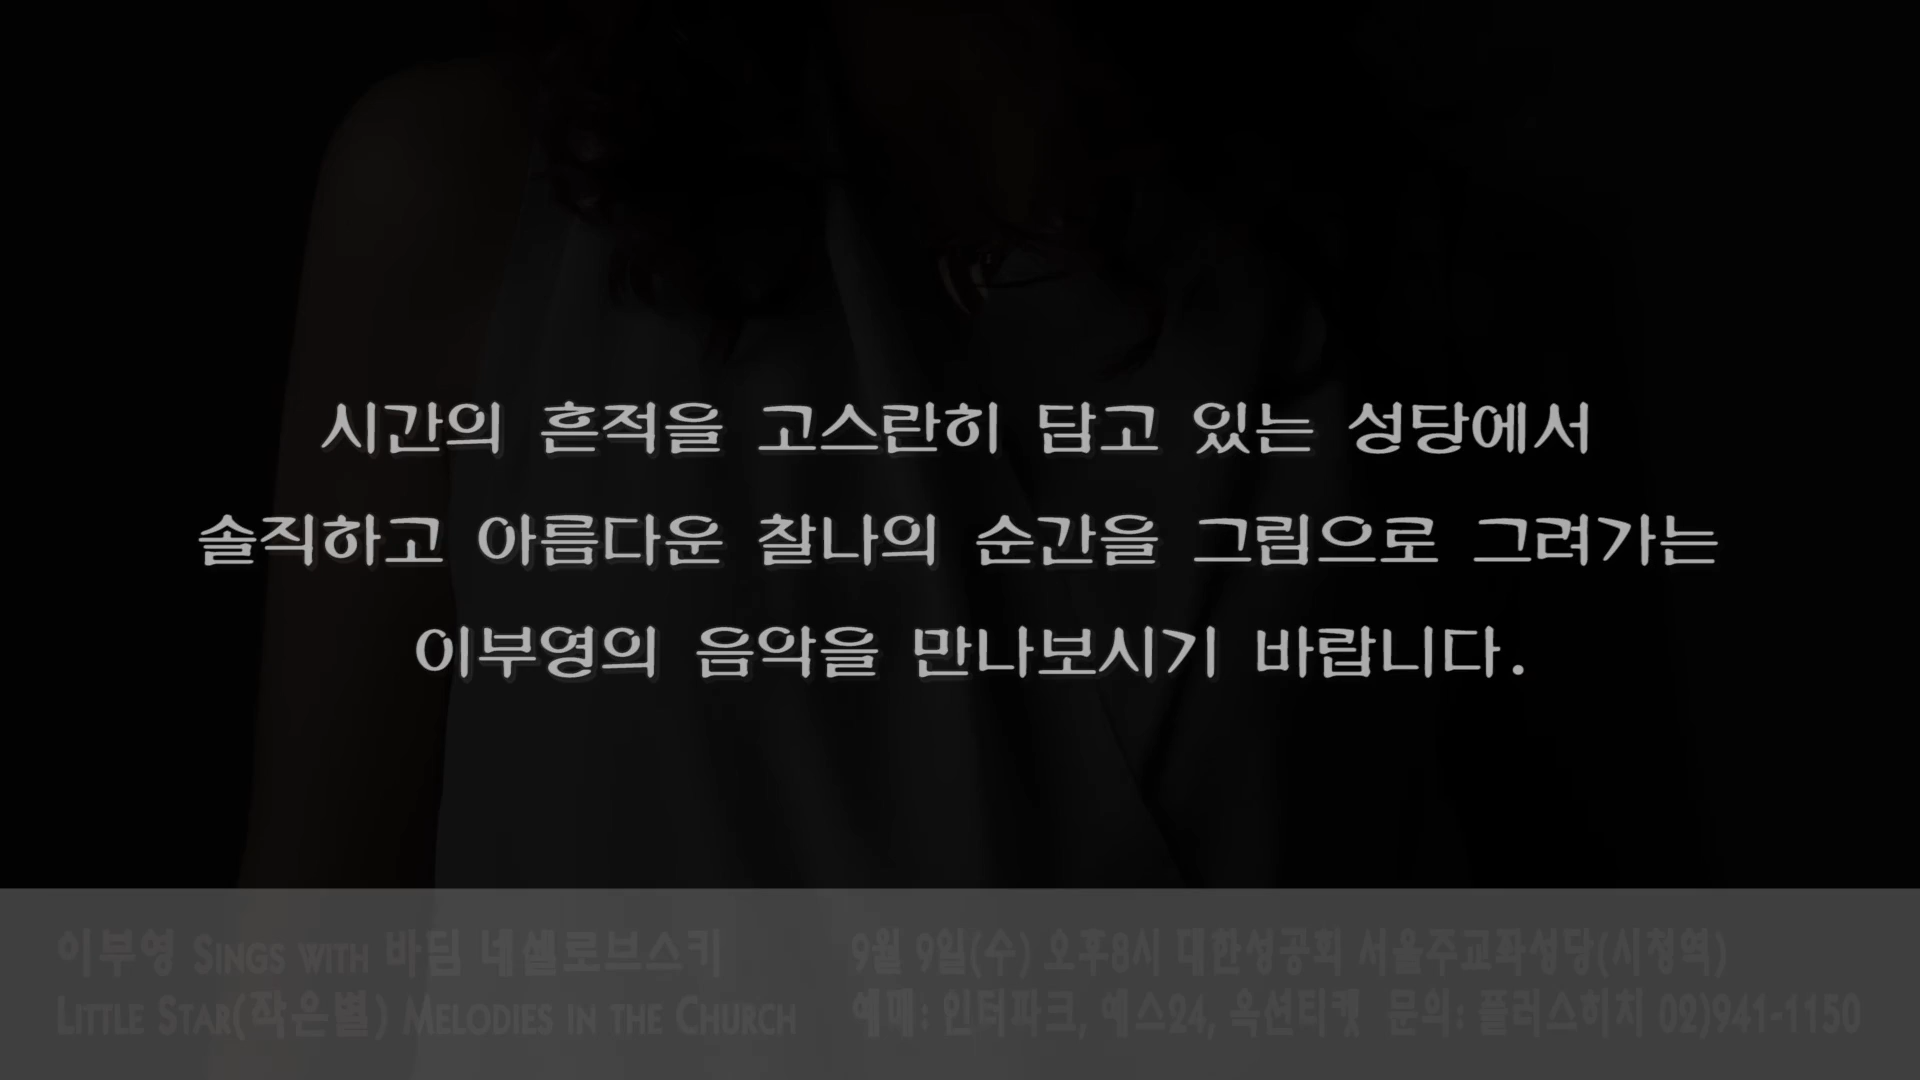 시간의 흔적을 고스란히 담고 있는 성당에서
솔직하고 아름다운 찰나의 순간을 그림으로 그려가는
이부영의 음악을 만나보시기 바랍니다.
이부영 Sings with 바딤 네셀로브스키
Little Star(작은별) Melodies in the Church
9월 9일(수) 오후8시 대한성공회 서울주교좌성당(시청역)
예매: 인터파크, 예스24, 옥션티켓 문의: 플러스히치 02)941-1150